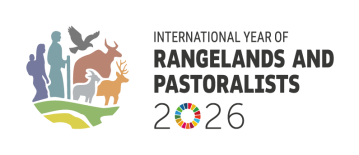 INTERNATIONAL YEAR OF
RANGELANDS AND
PASTORALISTS
2026